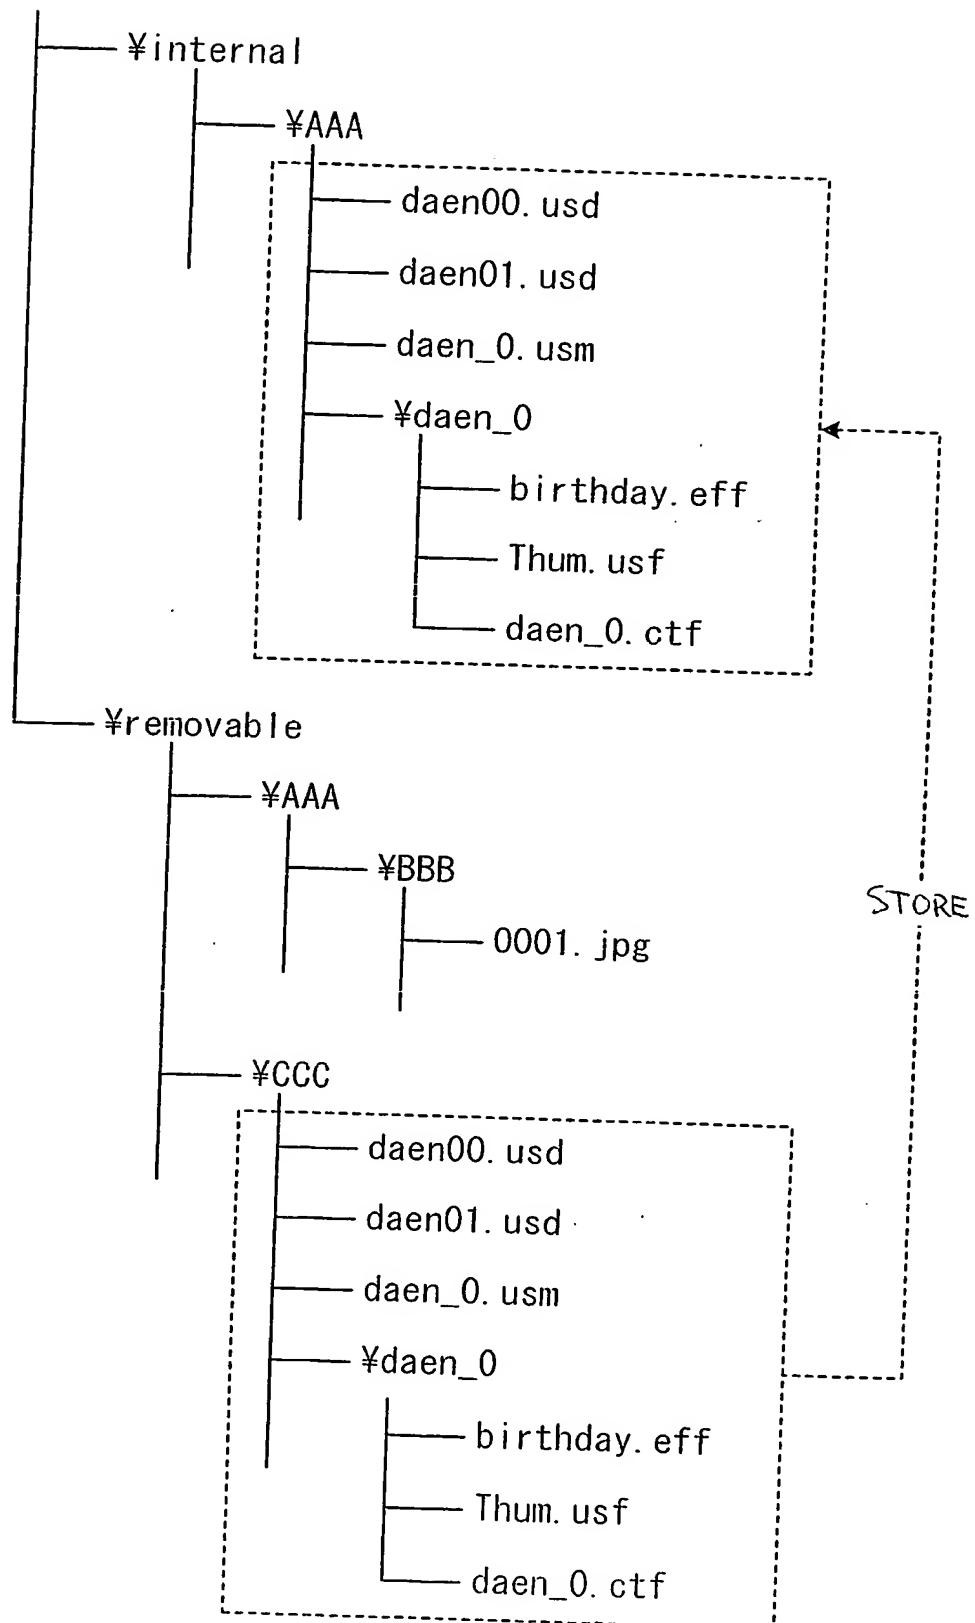 ¥internal
¥AAA
daen00.usd
daen01.usd
daen_0.usm
¥daen_0
birthday.eff
Thum.usf
daen_0.ctf
¥removable
¥AAA
¥BBB
STORE
0001.jpg
¥CCC
daen00.usd
daen01.usd
daen_0.usm
¥daen_0
birthday.eff
Thum.usf
daen_0.ctf